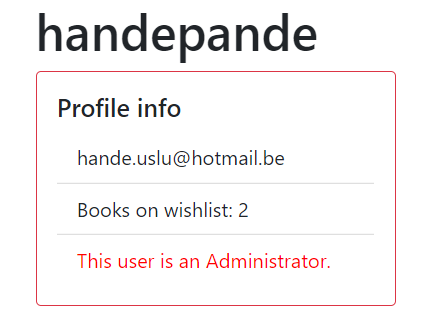 handepande
Profile info
hande.uslu@hotmail.be
Books on wishlist: 2
This user is an Administrator.